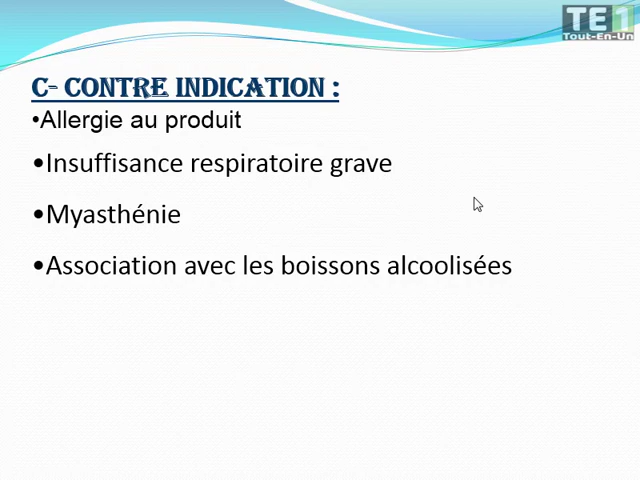 TE1
Tout-En-Un
C- CONTRE INDICATION :
•Allergie au produit
•Insuffisance respiratoire grave
•Myasthénie
•Association avec les boissons alcoolisées